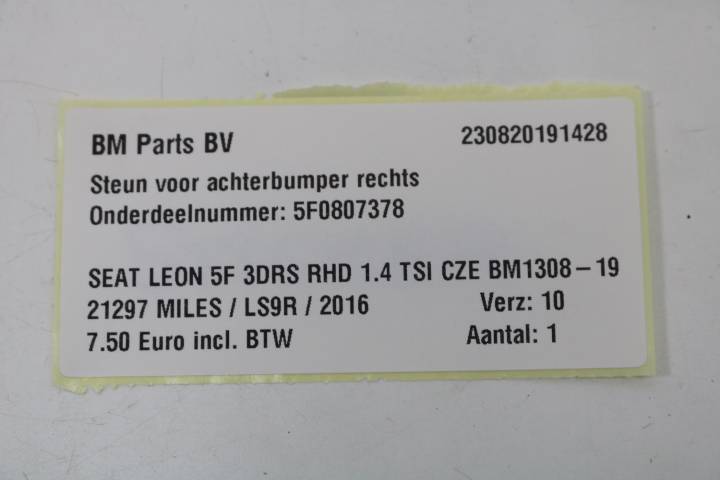 BM Parts BV 230820191428
Steun voor achterbumper rechts
Onderdeelnummer: 5F0807378
SEAT LEON 5F 3DRS RHD 1.4 TSI CZE BM1308-19
21297 MILES / LS9R / 2016 Verz: 10
7.50 Euro incl. BTW Aantal: 1